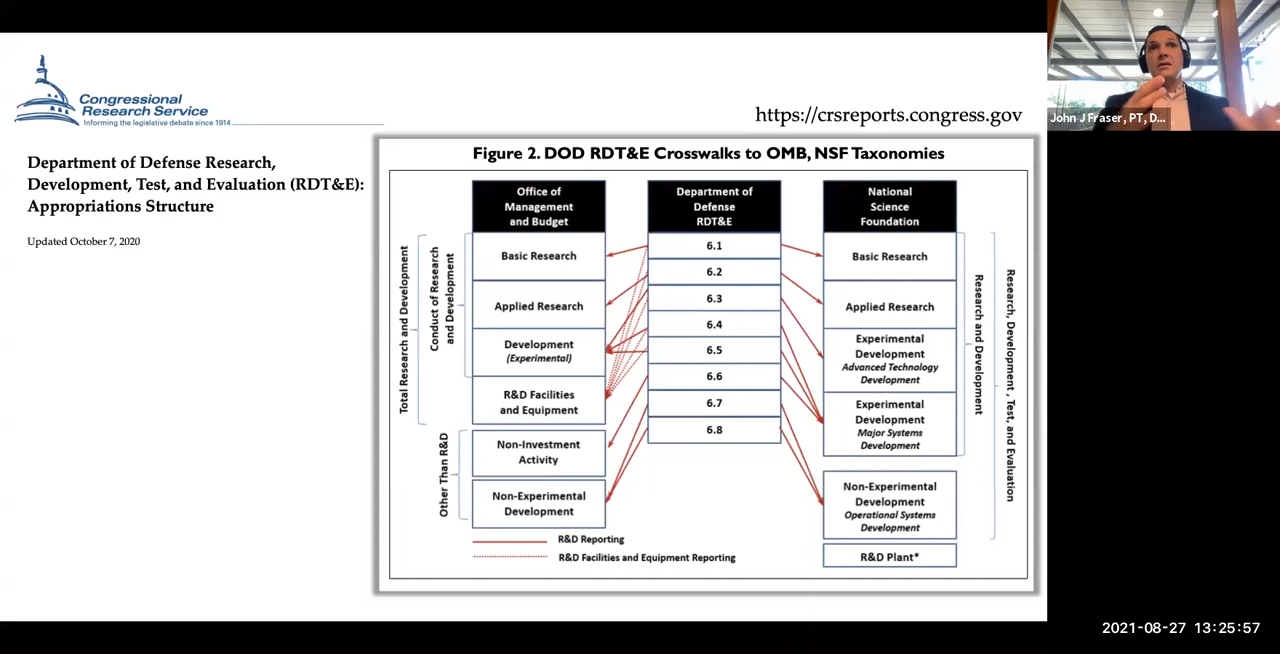 Congressional
Research Service
Informing the legislative debate since 1914
Department of Defense Research,
Development, Test, and Evaluation (RDT&E):
Appropriations Structure
Updated October 7, 2020
https://crsreports.congress.gov
Figure 2. DOD RDT&E Crosswalks to OMB, NSF Taxonomies
Office of
Management
and Budget
Basic Research
Applied Research
Development
(Experimental)
R&D Facilities
and Equipment
Non-Investment
Activity
Non-Experimental
Development
Total Research and Development
Conduct of Research
and Development
Other Than R&D
Department of
Defense
RDT&E
6.1
6.2
6.3
6.4
6.5
6.6
6.7
6.8
National
Science
Foundation
Basic Research
Applied Research
Experimental
Development
Advanced Technology
Development
Experimental
Development
Major Systems
Development
Non-Experimental
Development
Operational Systems
Development
R&D Plant*
Research and Development
Research, Development , Test, and Evaluation
R&D Reporting
R&D Facilities and Equipment Reporting
John J Fraser, PT, D...
2021-08-27 13:25:57